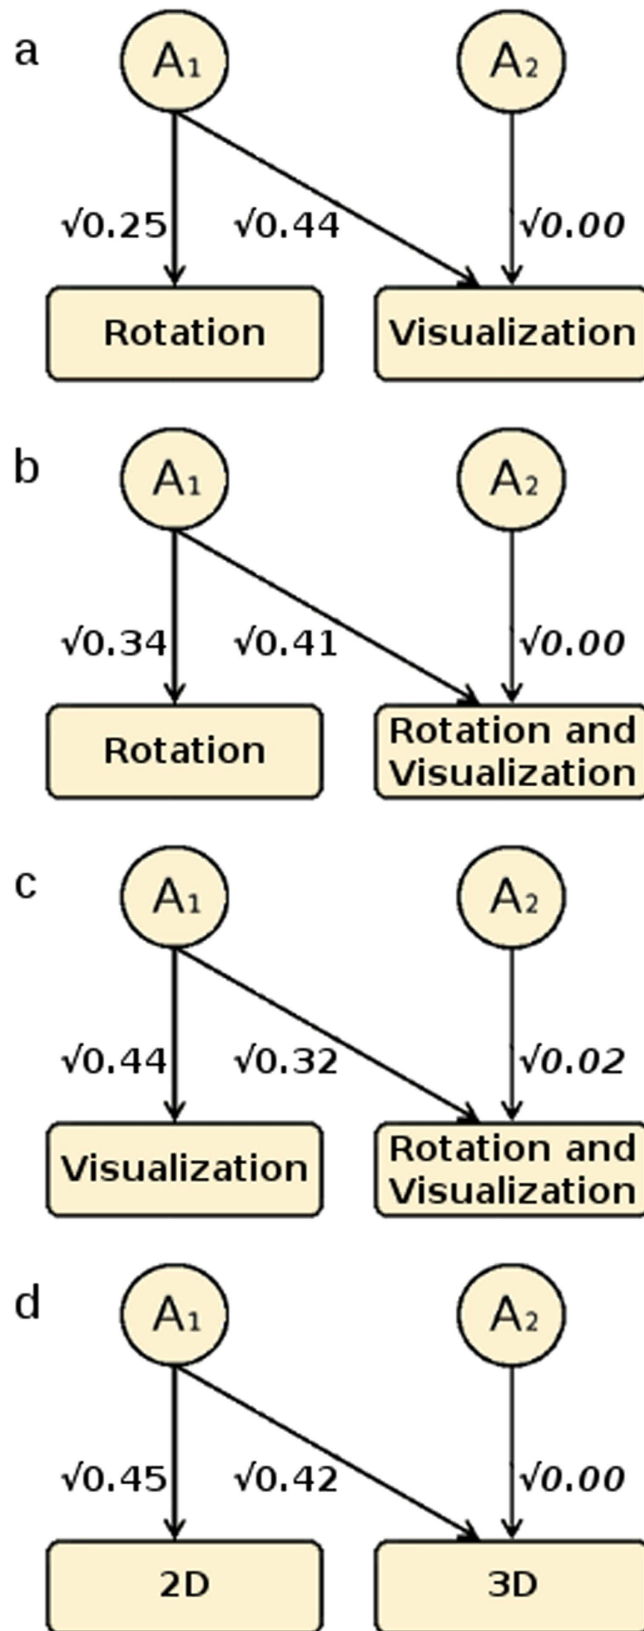 a
A₁ A₂
√0.25 √0.44 √0.00
Rotation Visualization
b
A₁ A₂
√0.34 √0.41 √0.00
Rotation Rotation and
Visualization
c
A₁ A₂
√0.44 √0.32 √0.02
Visualization Rotation and
Visualization
d
A₁ A₂
√0.45 √0.42 √0.00
2D 3D